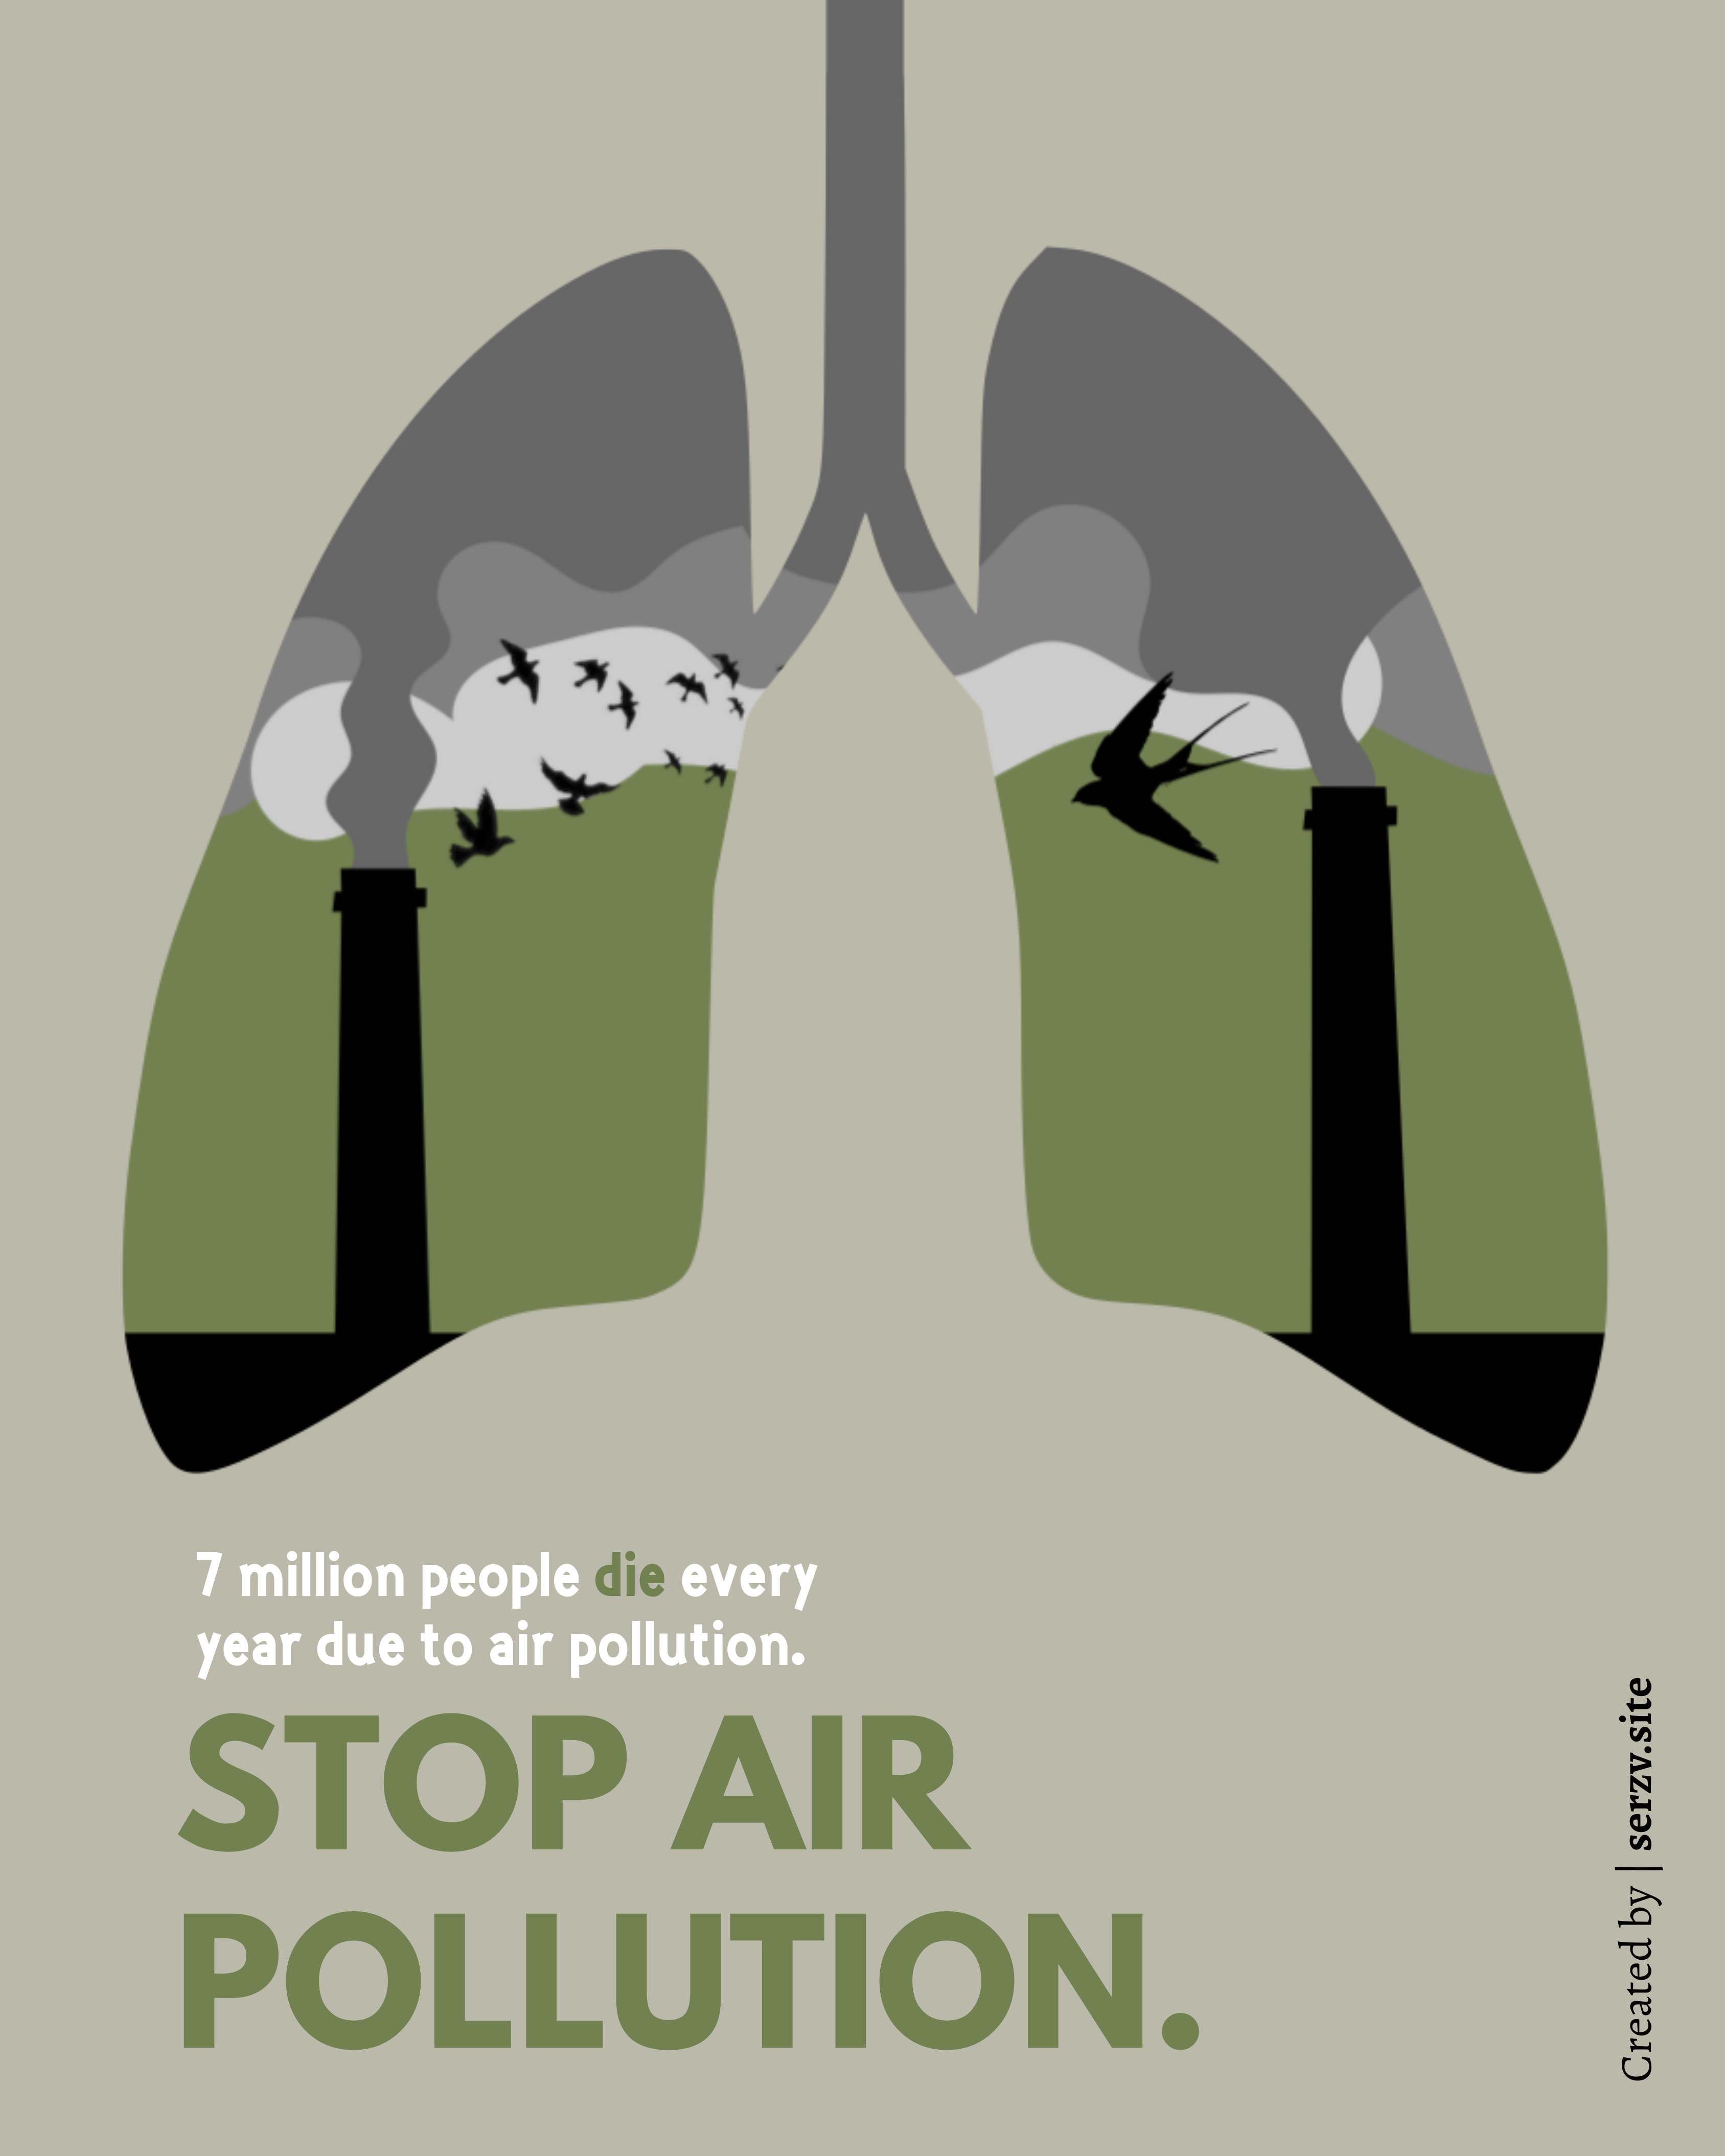 7 million people die every
year due to air pollution.
STOP AIR
POLLUTION.
Created by | serzv.site